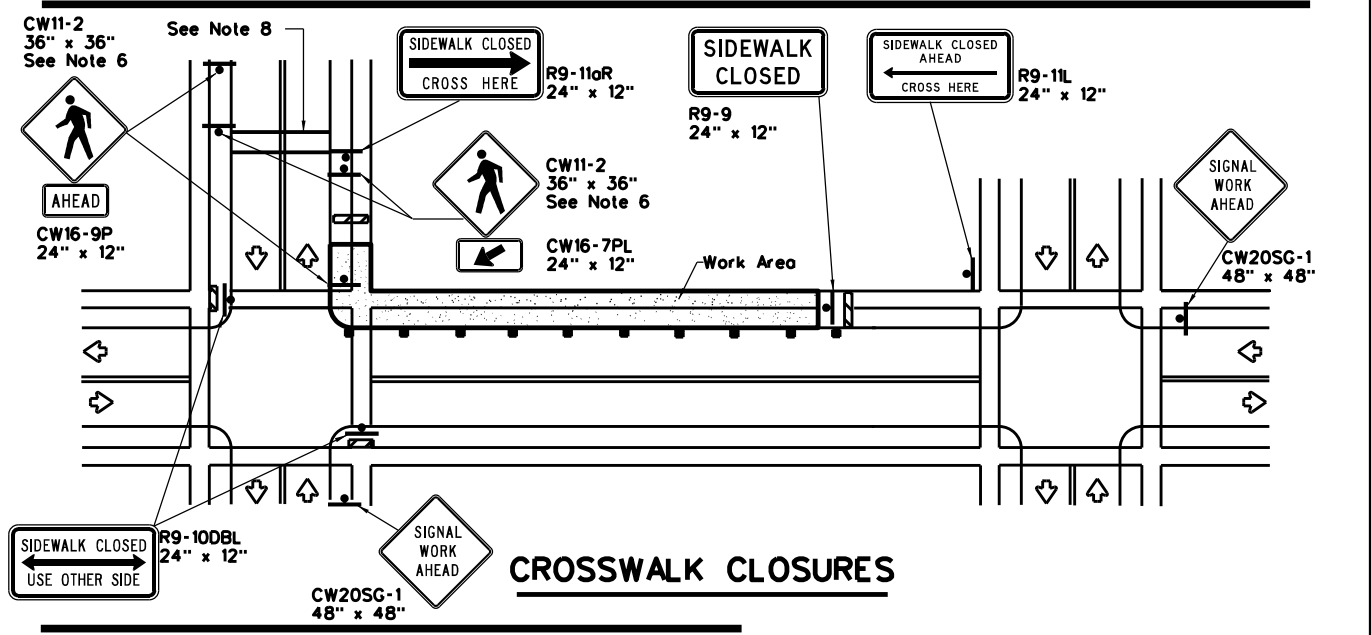 CW11-2
36" x 36"
See Note 6
See Note 8
SIDEWALK CLOSED
CROSS HERE
R9-11aR
24" x 12"
SIDEWALK
CLOSED
R9-9
24" x 12"
SIDEWALK CLOSED
AHEAD
CROSS HERE
R9-11L
24" x 12"
SIGNAL
WORK
AHEAD
CW20SG-1
48" x 48"
AHEAD
CW16-9P
24" x 12"
CW11-2
36" x 36"
See Note 6
CW16-7PL
24" x 12"
Work Area
SIDEWALK CLOSED
USE OTHER SIDE
R9-10DBL
24" x 12"
SIGNAL
WORK
AHEAD
CW20SG-1
48" x 48"
CROSSWALK CLOSURES